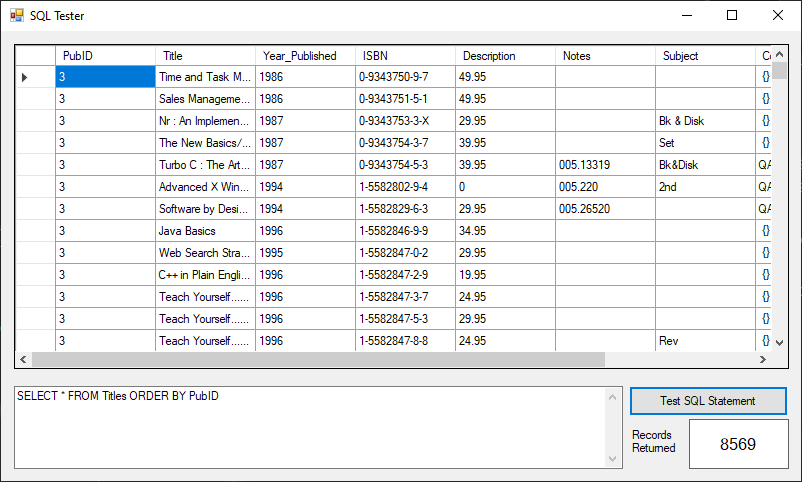 SQL Tester
PubID Title Year_Published ISBN Description Notes Subject
3 Time and Task M... 1986 0-9343750-9-7 49.95 {}
3 Sales Manageme... 1986 0-9343751-5-1 49.95 {}
3 Nr : An Implemen... 1987 0-9343753-3-X 29.95 Bk & Disk {}
3 The New Basics/... 1987 0-9343754-3-7 39.95 Set {}
3 Turbo C : The Art... 1987 0-9343754-5-3 39.95 005.13319 Bk&Disk QA
3 Advanced X Win... 1994 1-5582802-9-4 0 005.220 2nd QA
3 Software by Desi... 1994 1-5582829-6-3 29.95 005.26520 QA
3 Java Basics 1996 1-5582846-9-9 34.95 {}
3 Web Search Stra... 1995 1-5582847-0-2 29.95 {}
3 C++ in Plain Engli... 1996 1-5582847-2-9 19.95 {}
3 Teach Yourself...... 1996 1-5582847-3-7 24.95 {}
3 Teach Yourself...... 1996 1-5582847-5-3 29.95 {}
3 Teach Yourself...... 1996 1-5582847-8-8 24.95 Rev {}
SELECT * FROM Titles ORDER BY PubID
Test SQL Statement
Records
Returned
8569